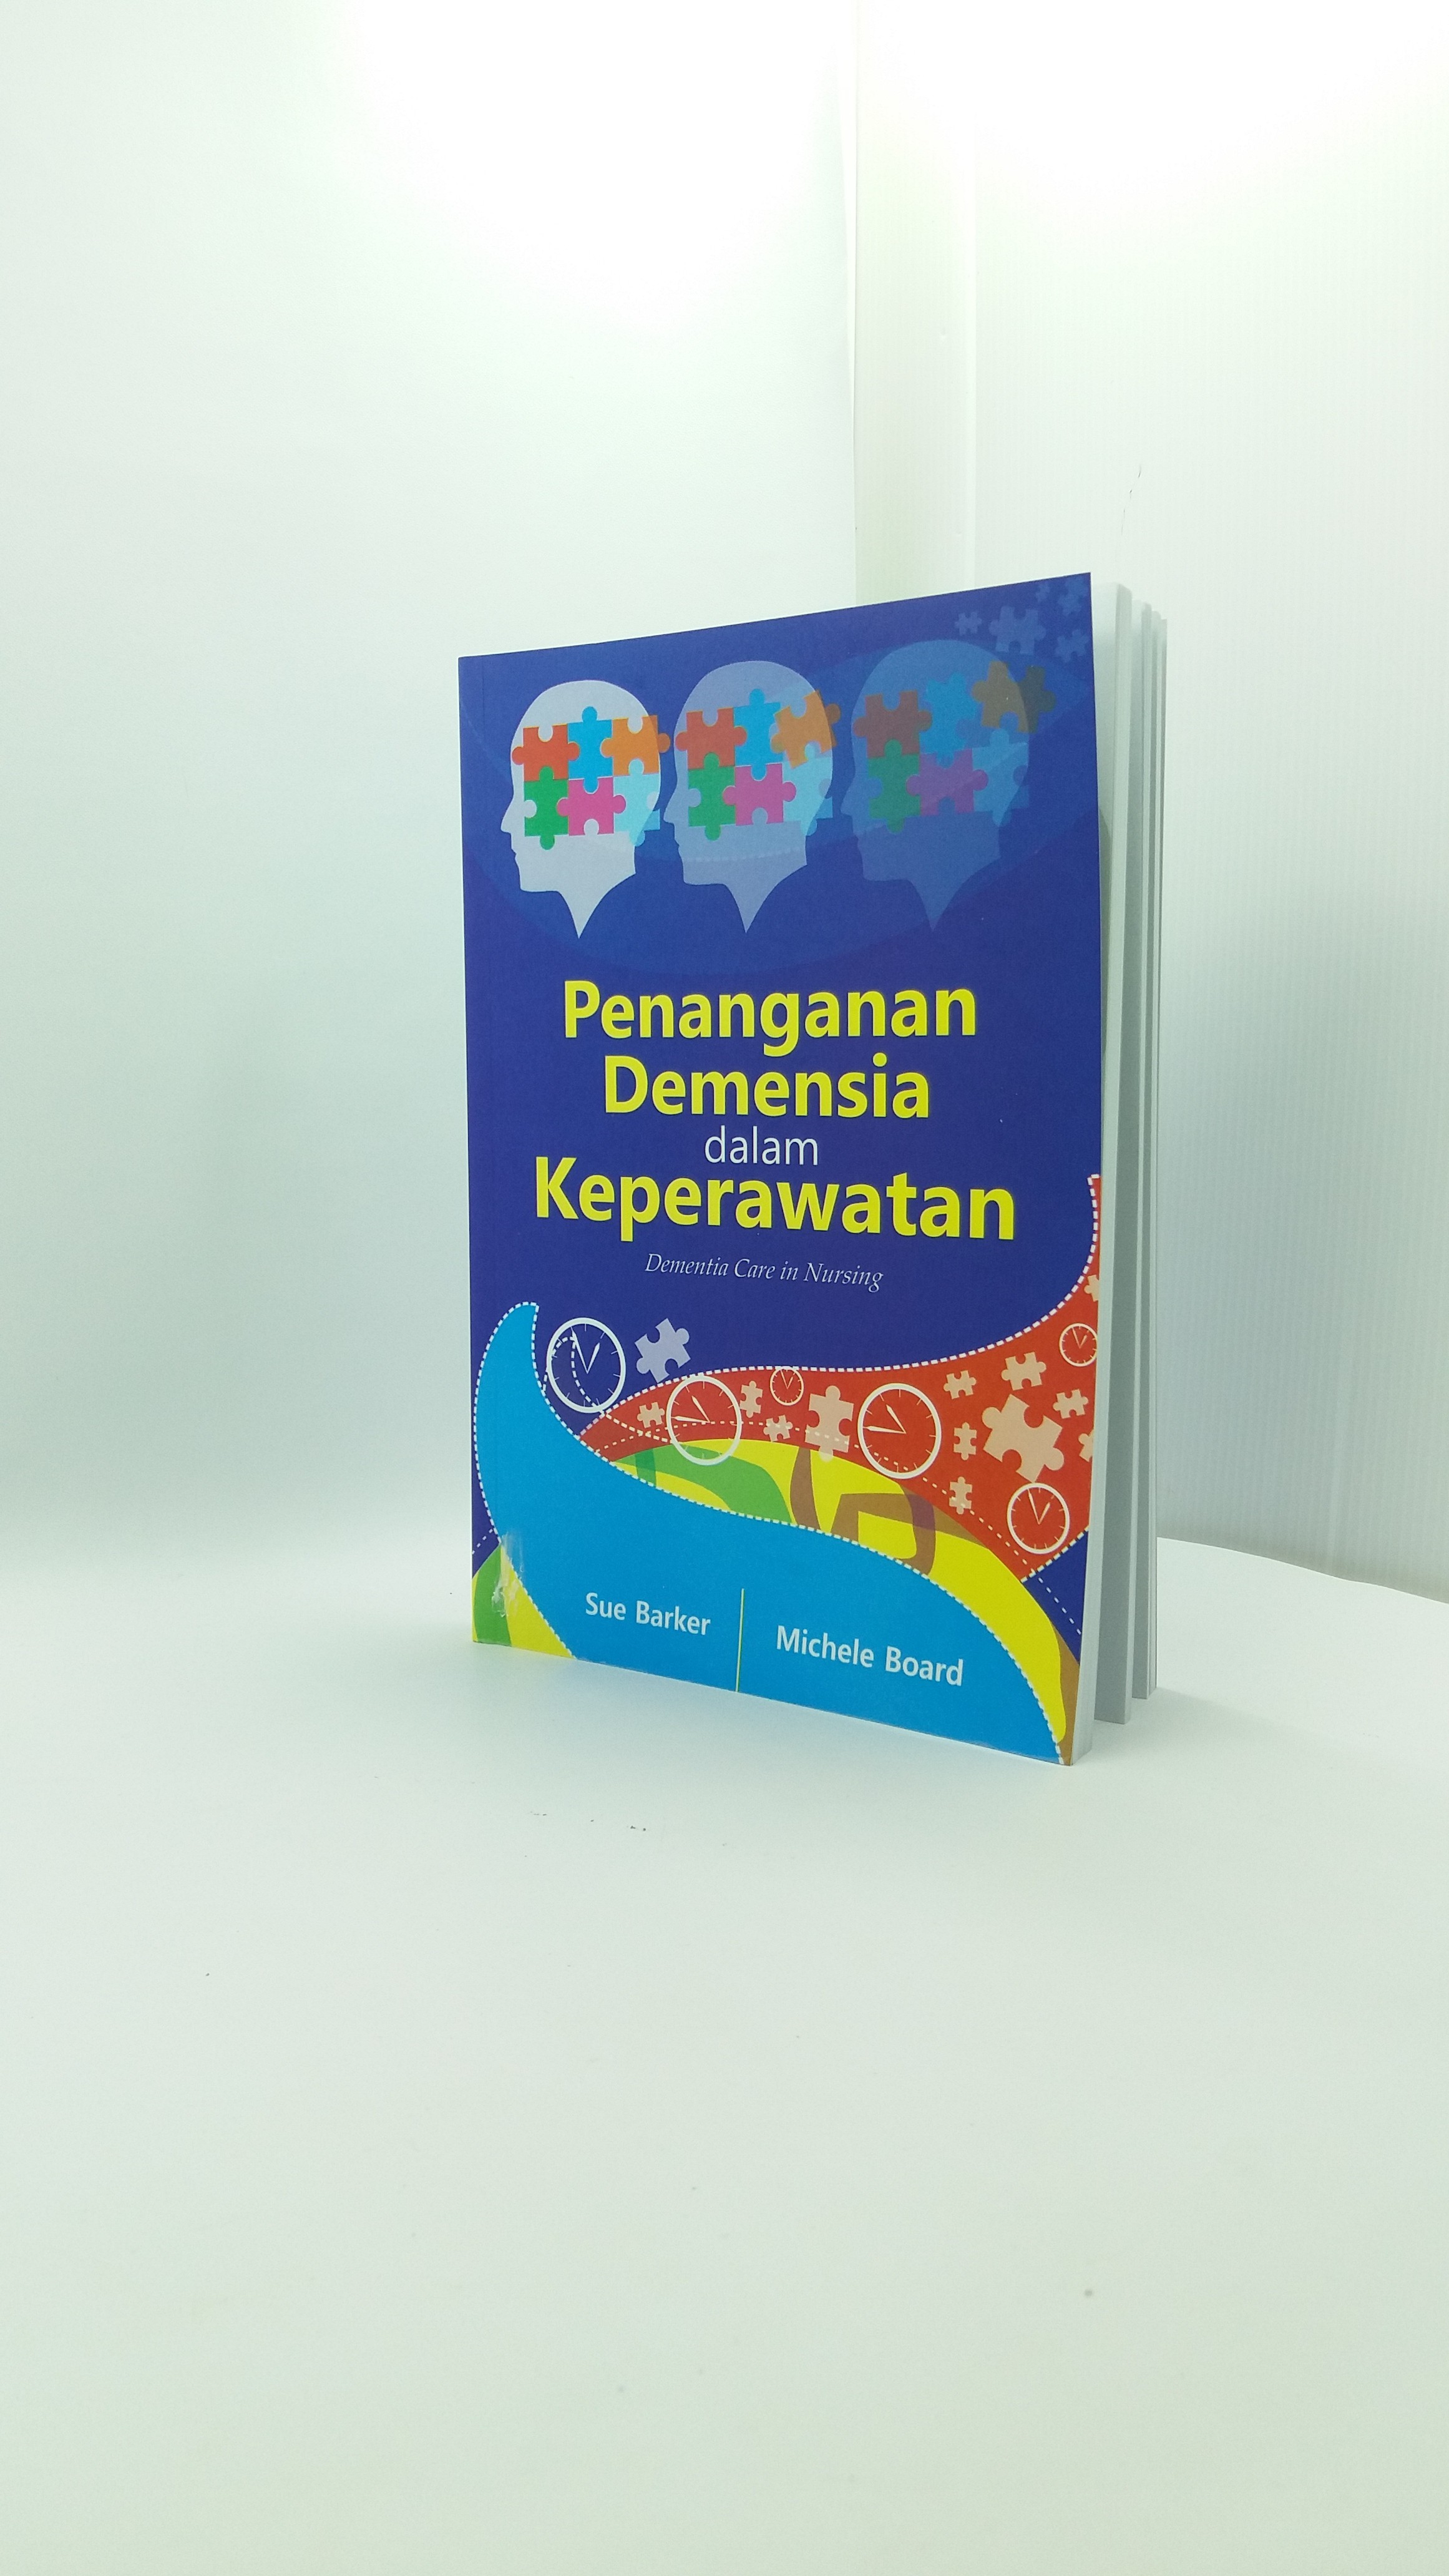 Penanganan
Demensia
dalam
Keperawatan
Dementia Care in Nursing
Sue Barker
Michele Board